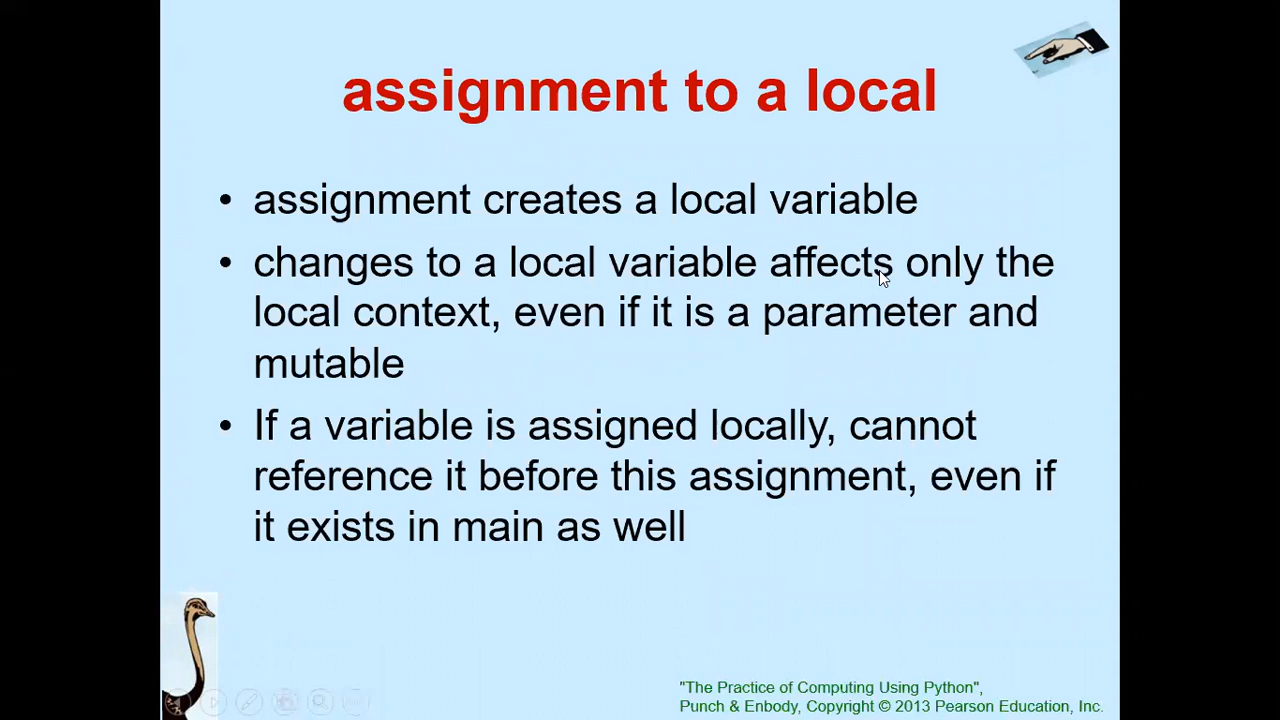 assignment to a local
• assignment creates a local variable
• changes to a local variable affects only the
local context, even if it is a parameter and
mutable
• If a variable is assigned locally, cannot
reference it before this assignment, even if
it exists in main as well
"The Practice of Computing Using Python",
Punch & Enbody, Copyright © 2013 Pearson Education, Inc.